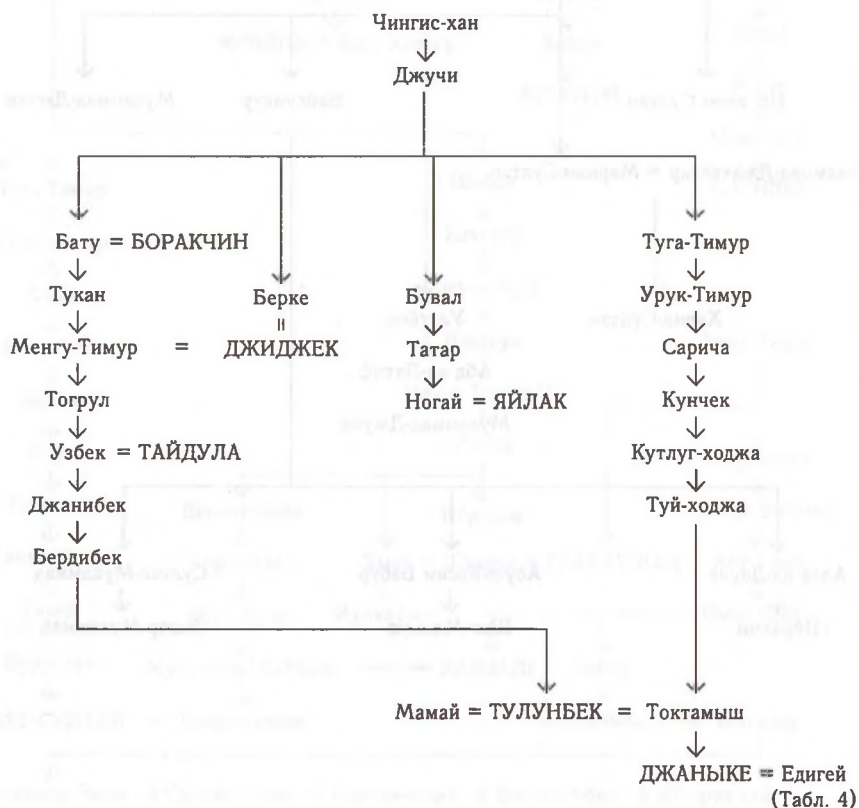 Чингис-хан
Джучи
Бату = БОРАКЧИН
Туга-Тимур
Тукан
Берке
Бувал
Урук-Тимур
=
Менгу-Тимур = ДЖИДЖЕК
Татар
Сарича
Тогрул
Ногай = ЯЙЛАК
Кунчек
Узбек = ТАЙДУЛА
Кутлуг-ходжа
Джанибек
Туй-ходжа
Бердибек
Мамай = ТУЛУНБЕК = Токтамыш
ДЖАНЫКЕ = Едигей
(Табл. 4)